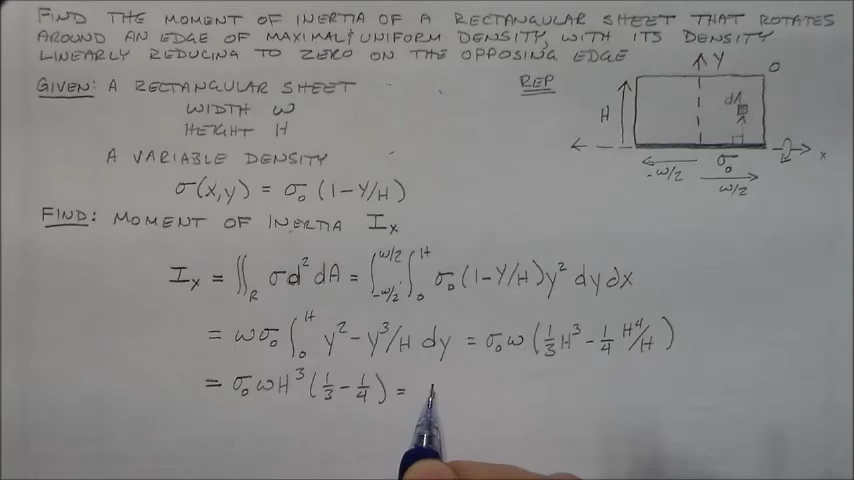 FIND THE MOMENT OF INERTIA OF A RECTANGULAR SHEET THAT ROTATES
AROUND AN EDGE OF MAXIMAL & UNIFORM DENSITY, WITH ITS DENSITY
LINEARLY REDUCING TO ZERO ON THE OPPOSING EDGE
GIVEN: A RECTANGULAR SHEET
WIDTH W
HEIGHT H
A VARIABLE DENSITY
σ(x,y) = σ₀ (1-Y/H)
REP
Y
0
H
dA
x
-W/2
σ₀
W/2
FIND: MOMENT OF INERTIA Iₓ
Iₓ = ∬_R σd² dA = ∫_{-W/2}^{W/2} ∫_0^H σ₀ (1-Y/H) y² dy dx
= wσ₀ ∫_0^H y² - y³/H dy = σ₀ w (1/3 H³ - 1/4 H⁴/H)
= σ₀ wH³ (1/3 - 1/4) =